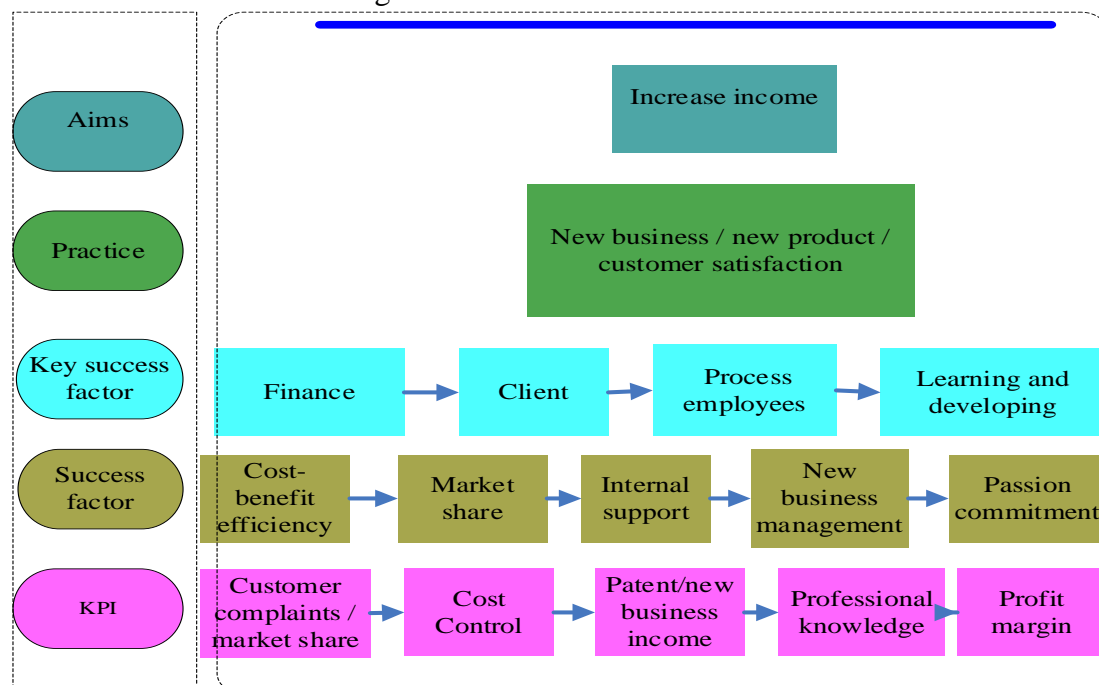 Aims
Increase income
Practice
New business / new product /
customer satisfaction
Key success
factor
Finance
Client
Process
employees
Learning and
developing
Success
factor
Cost-
benefit
efficiency
Market
share
Internal
support
New
business
management
Passion
commitment
KPI
Customer
complaints /
market share
Cost
Control
Patent/new
business
income
Professional
knowledge
Profit
margin